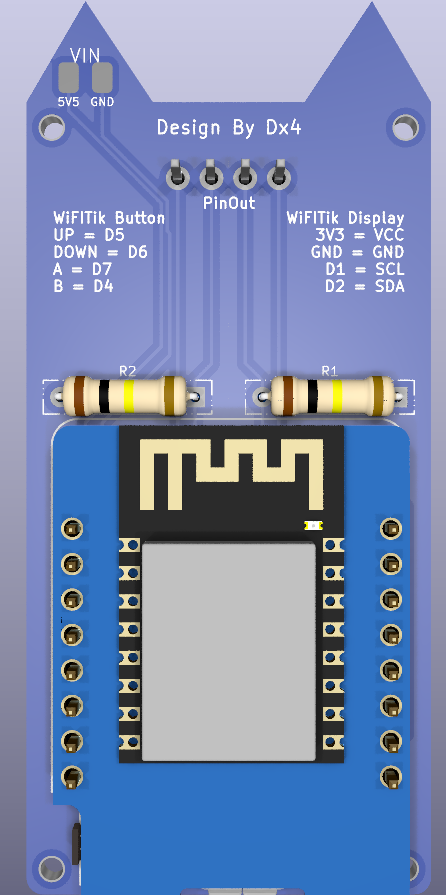 VIN
5V5 GND
Design By Dx4
PinOut
WiFITik Button
UP = D5
DOWN = D6
A = D7
B = D4
WiFITik Display
3V3 = VCC
GND = GND
D1 = SCL
D2 = SDA
R2
R1